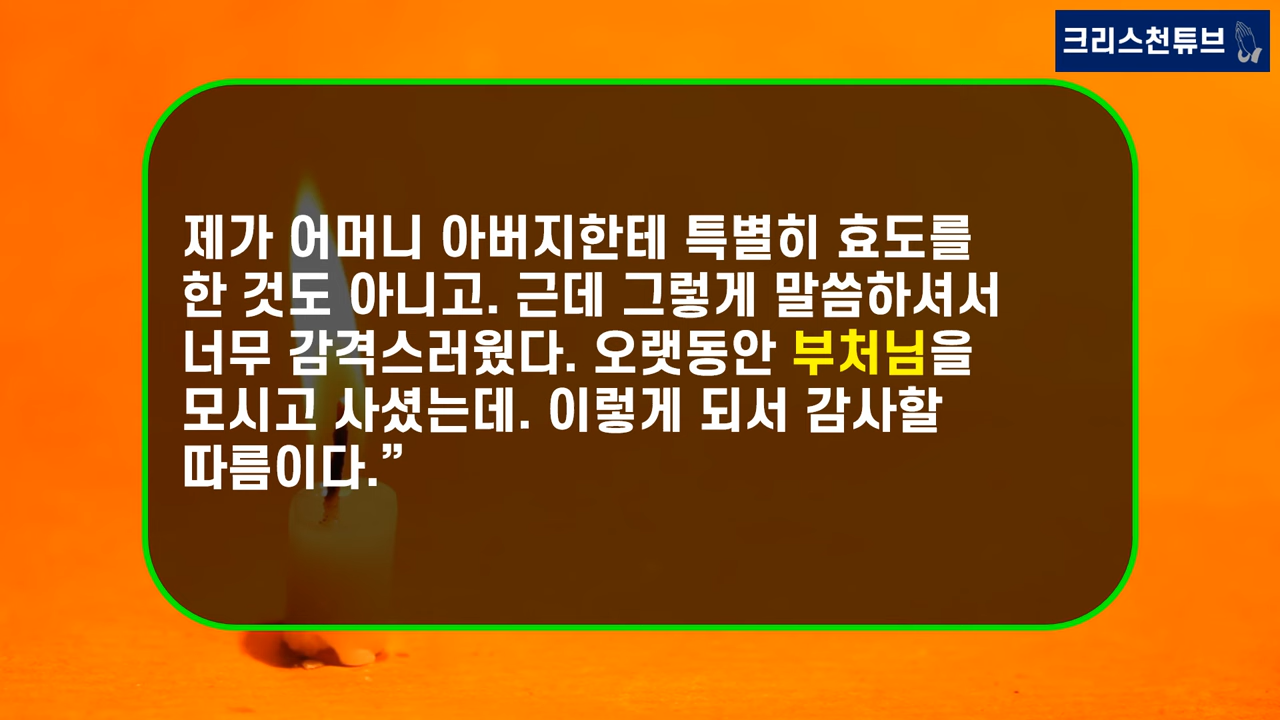 크리스천튜브
제가 어머니 아버지한테 특별히 효도를
한 것도 아니고. 근데 그렇게 말씀하셔서
너무 감격스러웠다. 오랫동안 부처님을
모시고 사셨는데. 이렇게 되서 감사할
따름이다.”